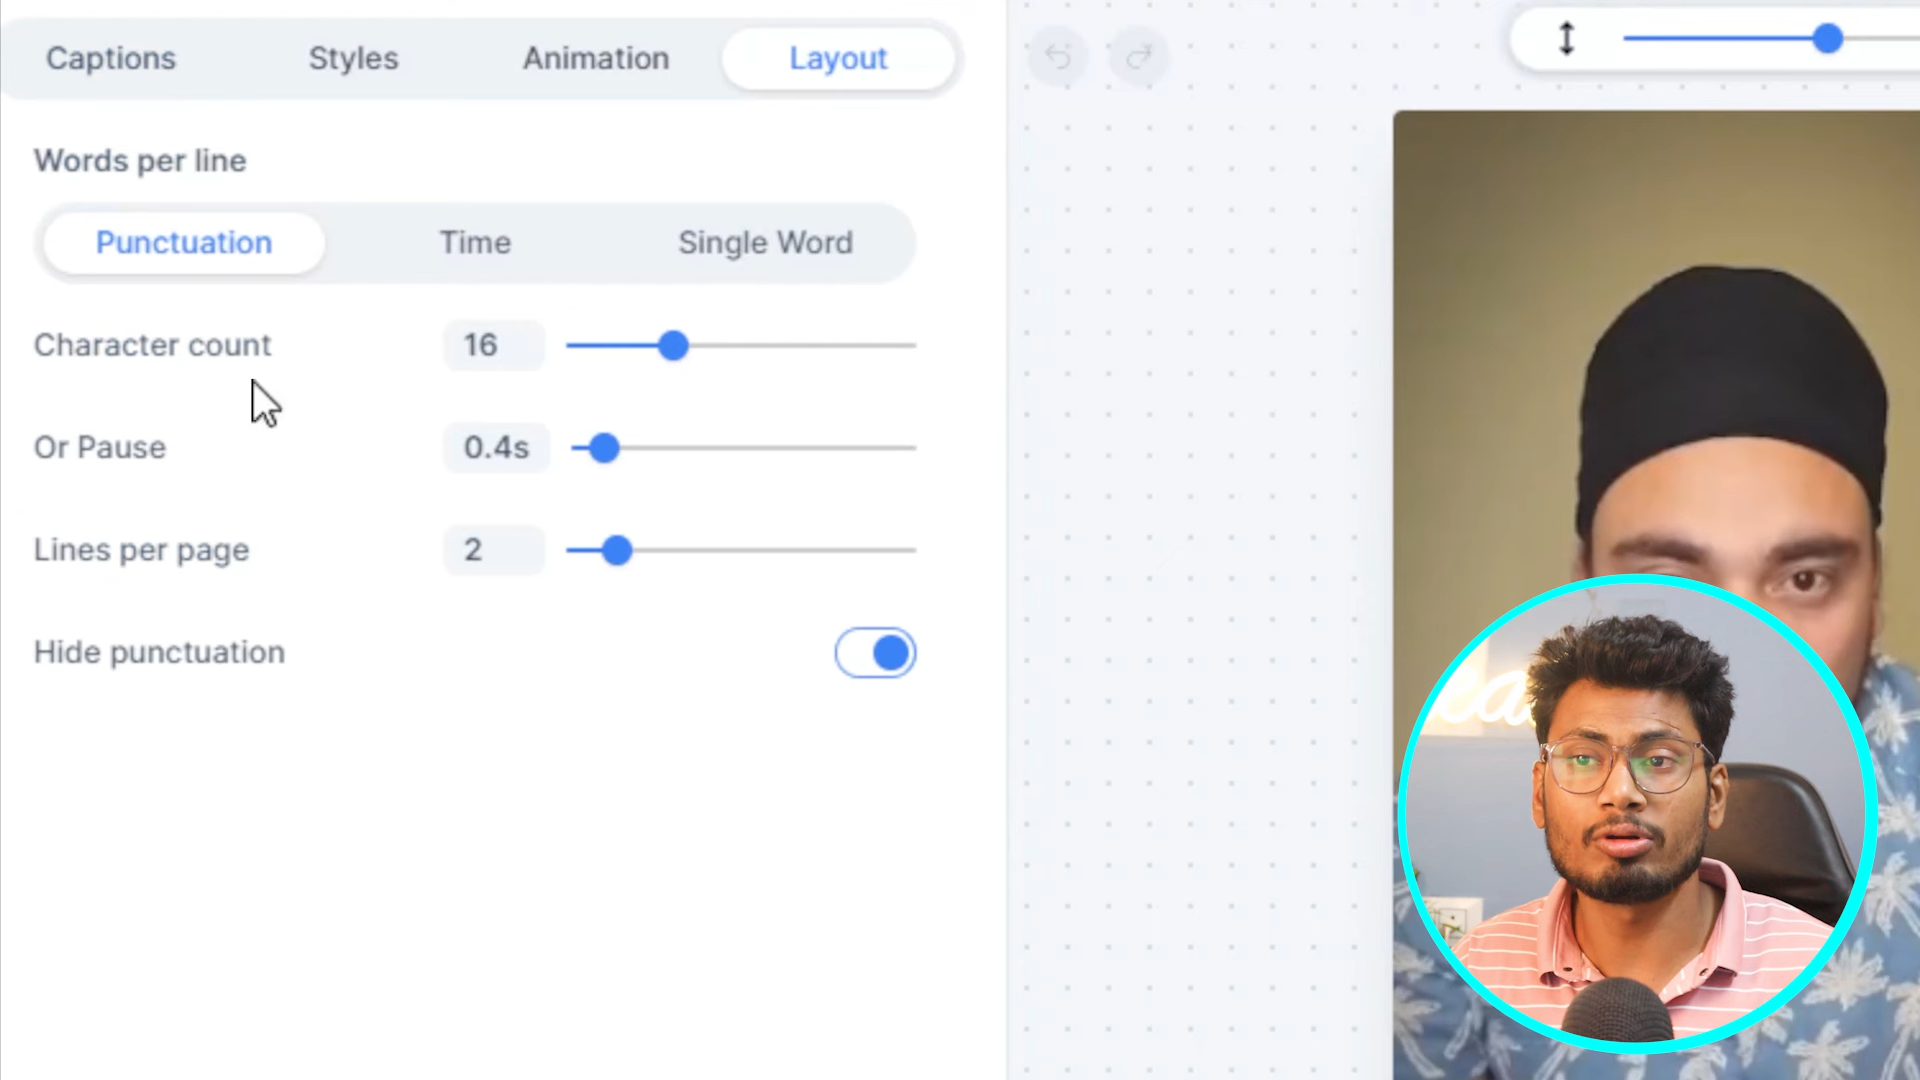 Captions Styles Animation Layout
Words per line
Punctuation Time Single Word
Character count 16
Or Pause 0.4s
Lines per page 2
Hide punctuation